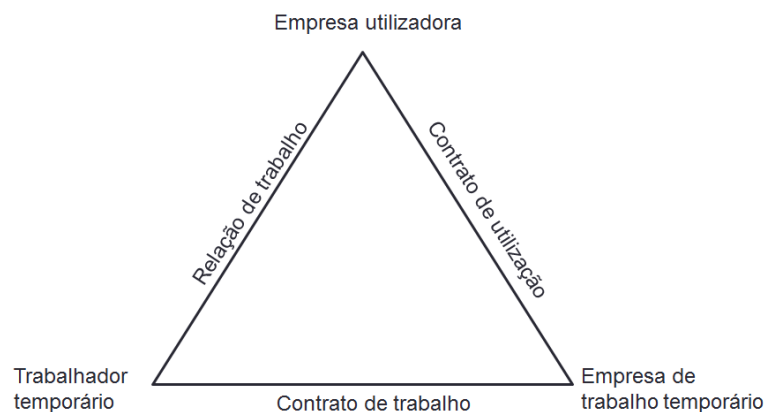 Empresa utilizadora
Relação de trabalho
Contrato de utilização
Trabalhador
temporário
Contrato de trabalho
Empresa de
trabalho temporário